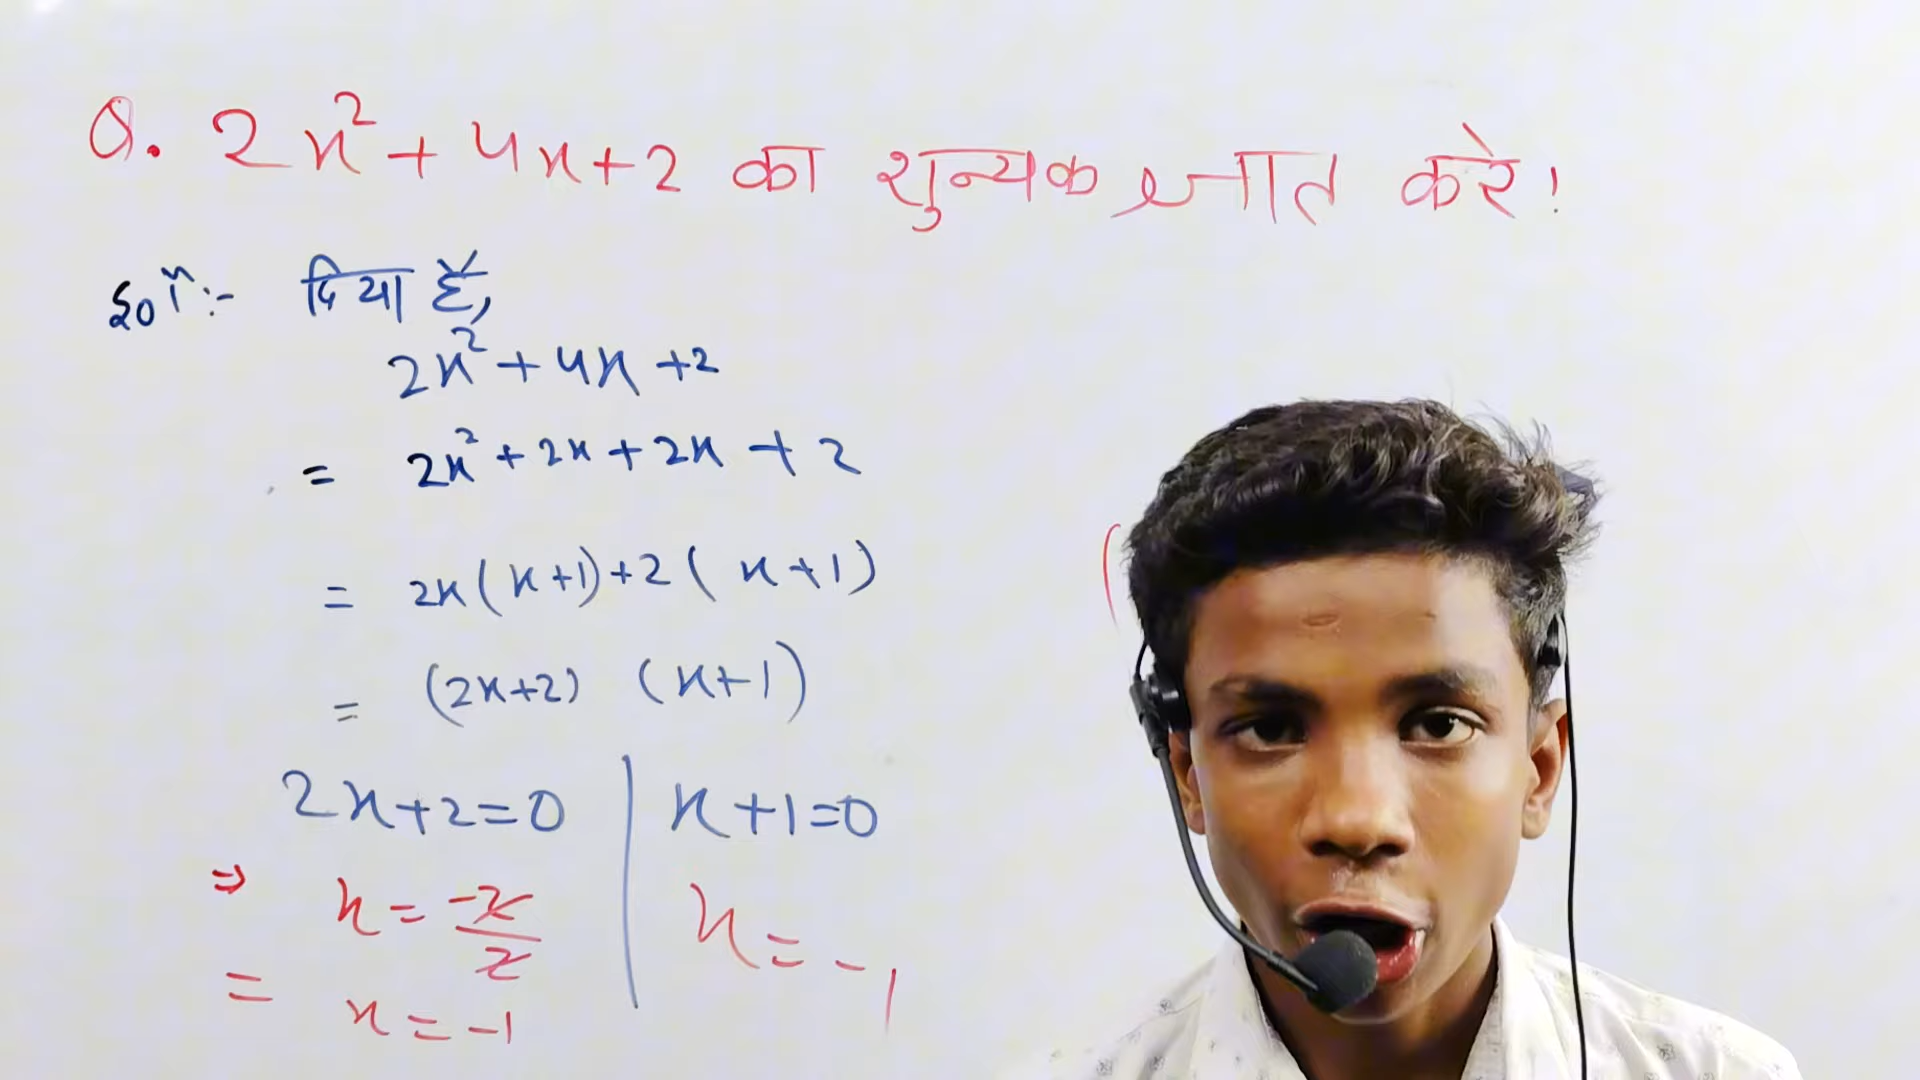 Q. 2x²+4x+2 का शुन्यक ज्ञात करे।
Solⁿ:- दिया है,
2x²+4x+2
= 2x²+2x+2x+2
= 2x(x+1)+2(x+1)
= (2x+2) (x+1)
2x+2=0 | x+1=0
⇒ x = -2/2 | x = -1
= x = -1